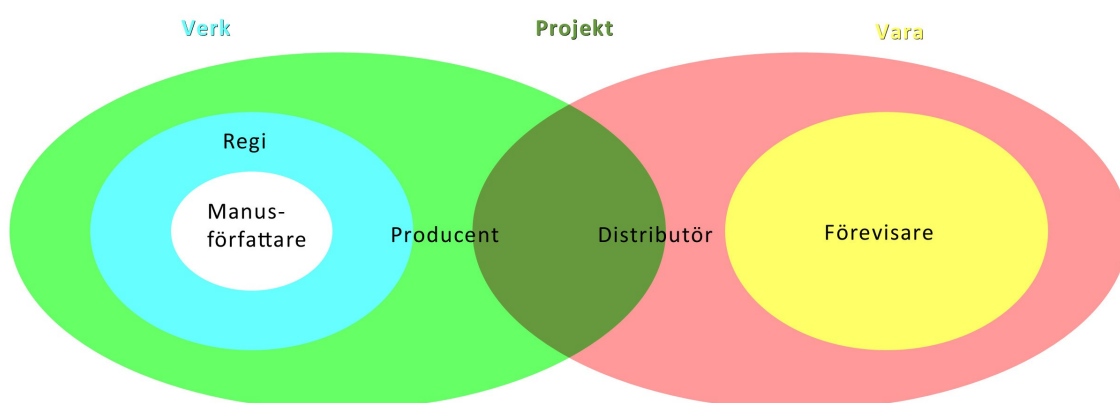 Verk
Projekt
Vara
Regi
Manus-
författare
Producent
Distributör
Förevisare